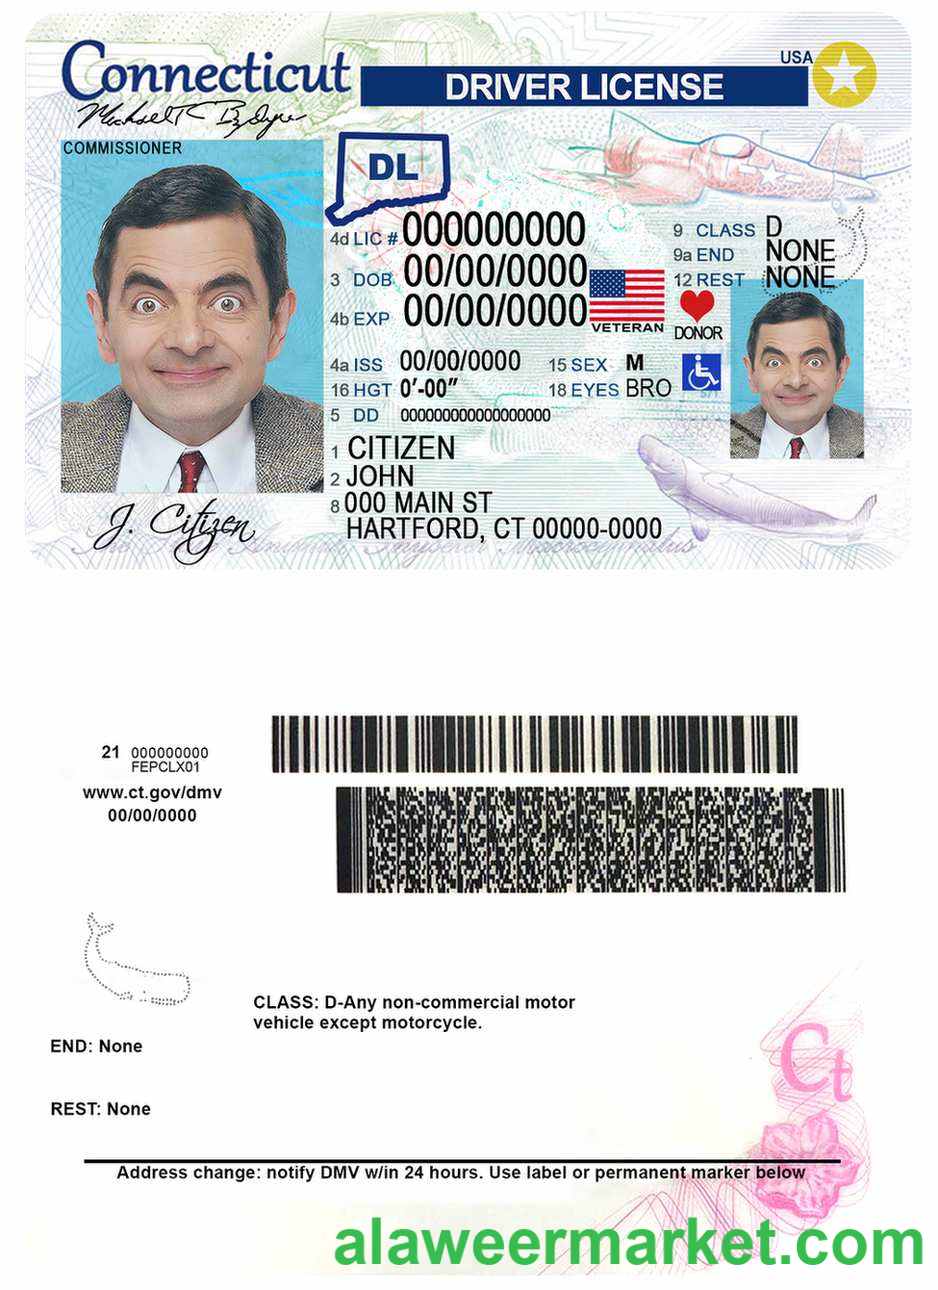 Connecticut
DRIVER LICENSE
USA
COMMISSIONER
DL
4d LIC # 000000000
3 DOB 00/00/0000
4b EXP 00/00/0000
VETERAN
9 CLASS D
9a END NONE
12 REST NONE
DONOR
4a ISS 00/00/0000
15 SEX M
16 HGT 0'-00”
18 EYES BRO
5 DD 000000000000000000
1 CITIZEN
2 JOHN
8 000 MAIN ST
HARTFORD, CT 00000-0000
J. Citizen
21 000000000
FEPCLX01
www.ct.gov/dmv
00/00/0000
CLASS: D-Any non-commercial motor
vehicle except motorcycle.
END: None
REST: None
Ct
Address change: notify DMV w/in 24 hours. Use label or permanent marker below
alaweermarket.com